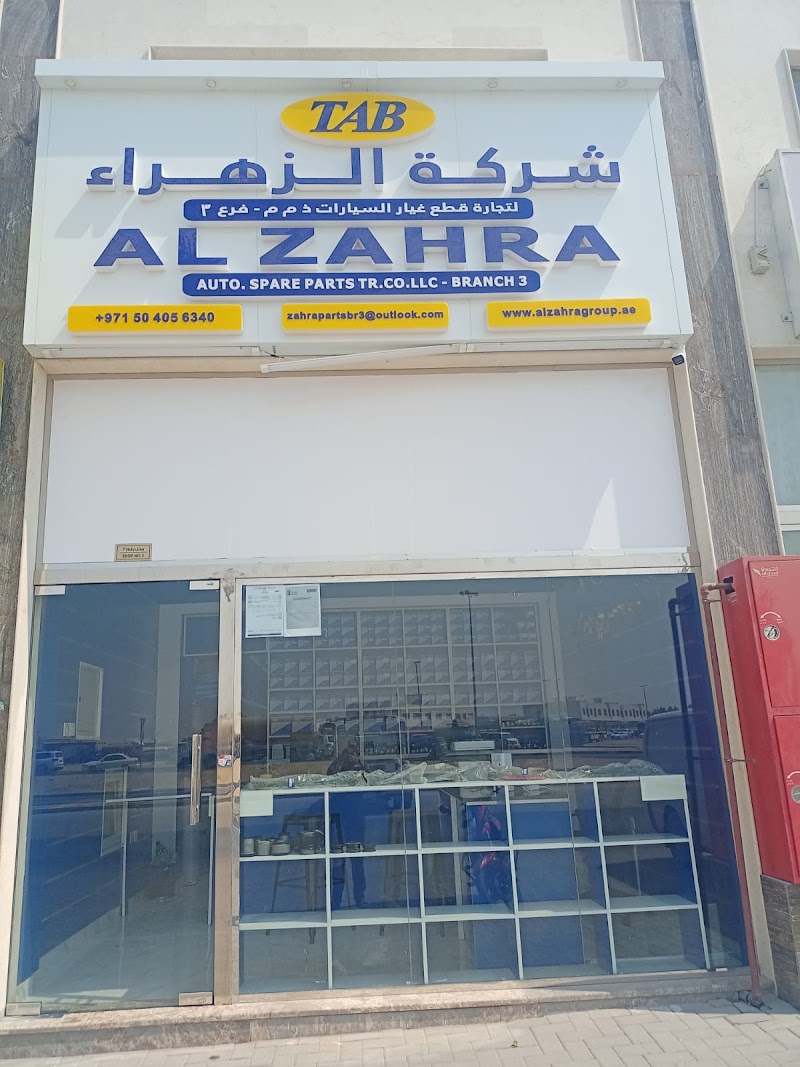 TAB
شركة الزهراء
لتجارة قطع غيار السيارات ذ م م - فرع ٣
AL ZAHRA
AUTO. SPARE PARTS TR.CO.LLC - BRANCH 3
+971 50 405 6340
zahrapartsbr3@outlook.com
www.alzahragroup.ae